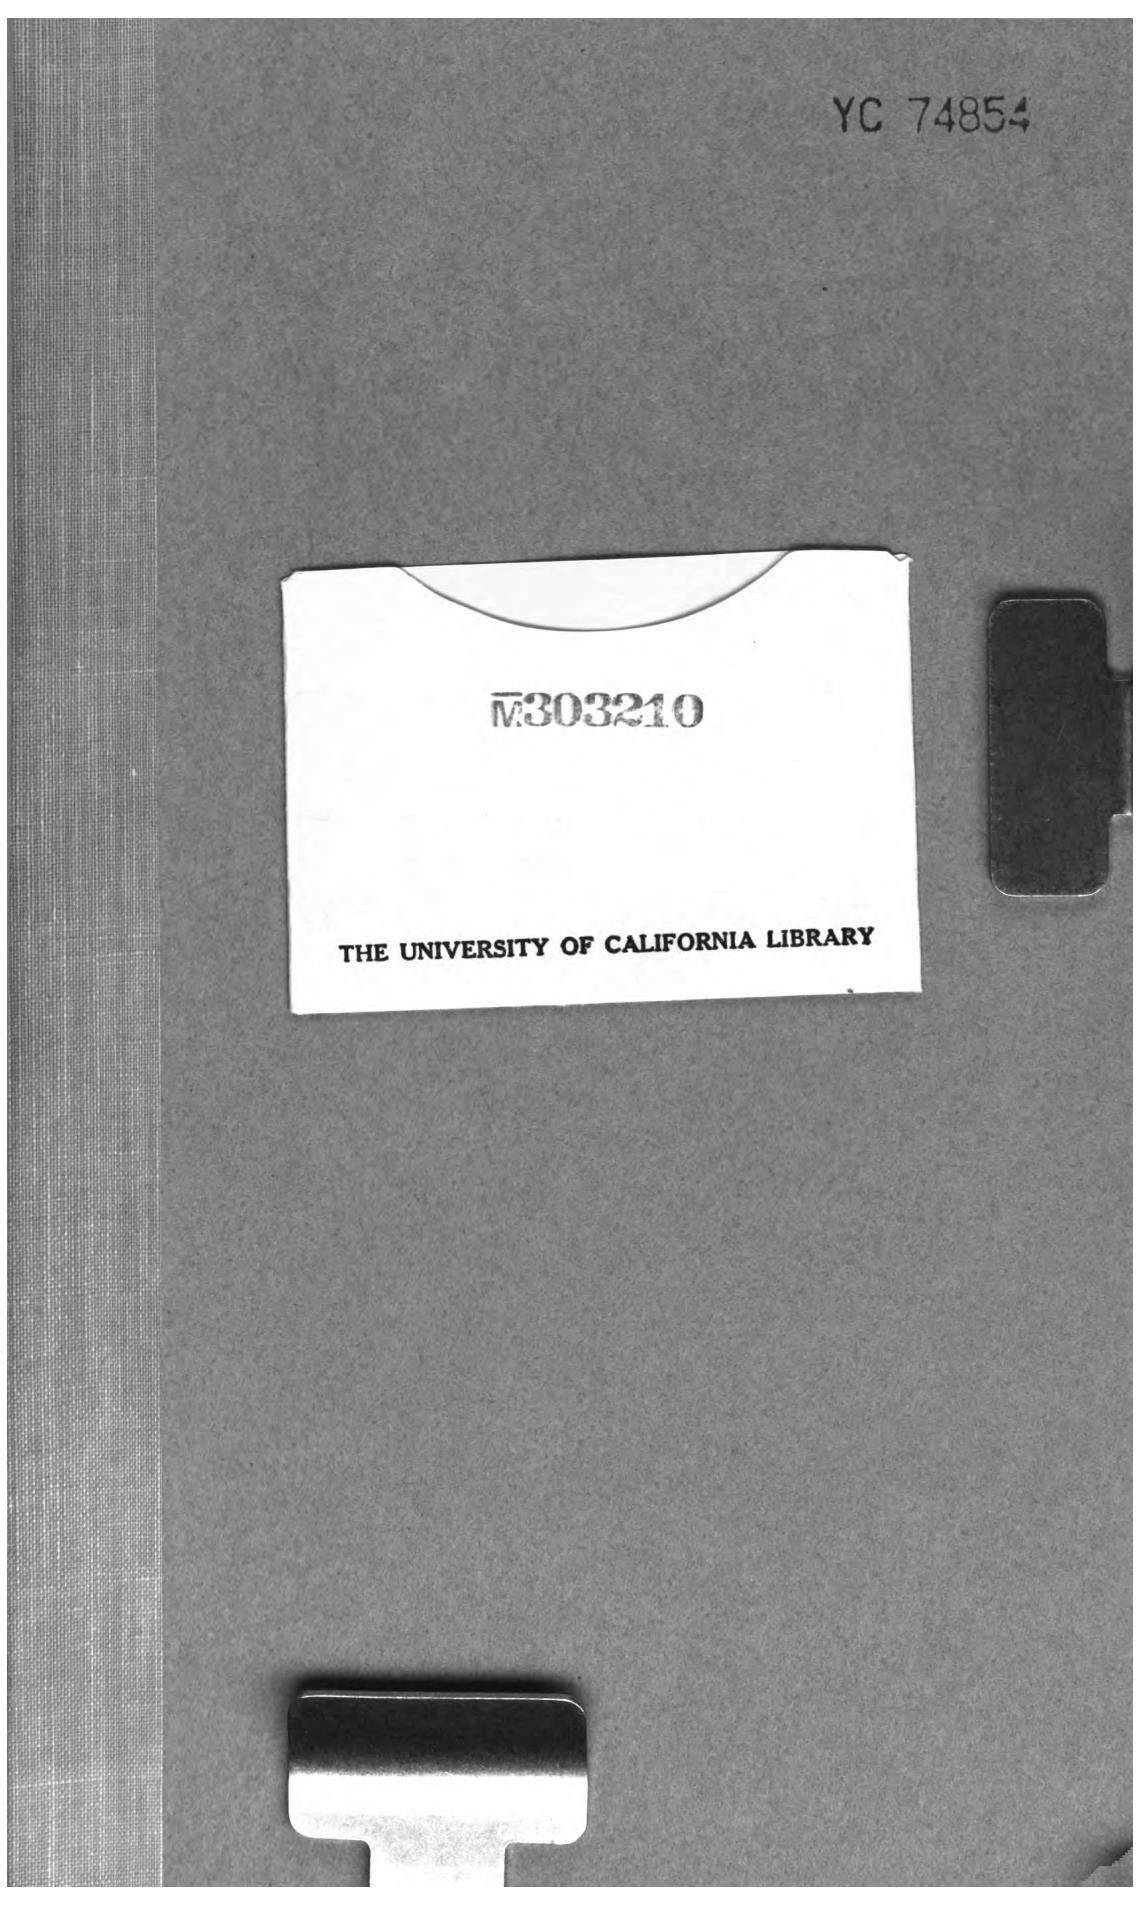 YC 74854
M303210
THE UNIVERSITY OF CALIFORNIA LIBRARY